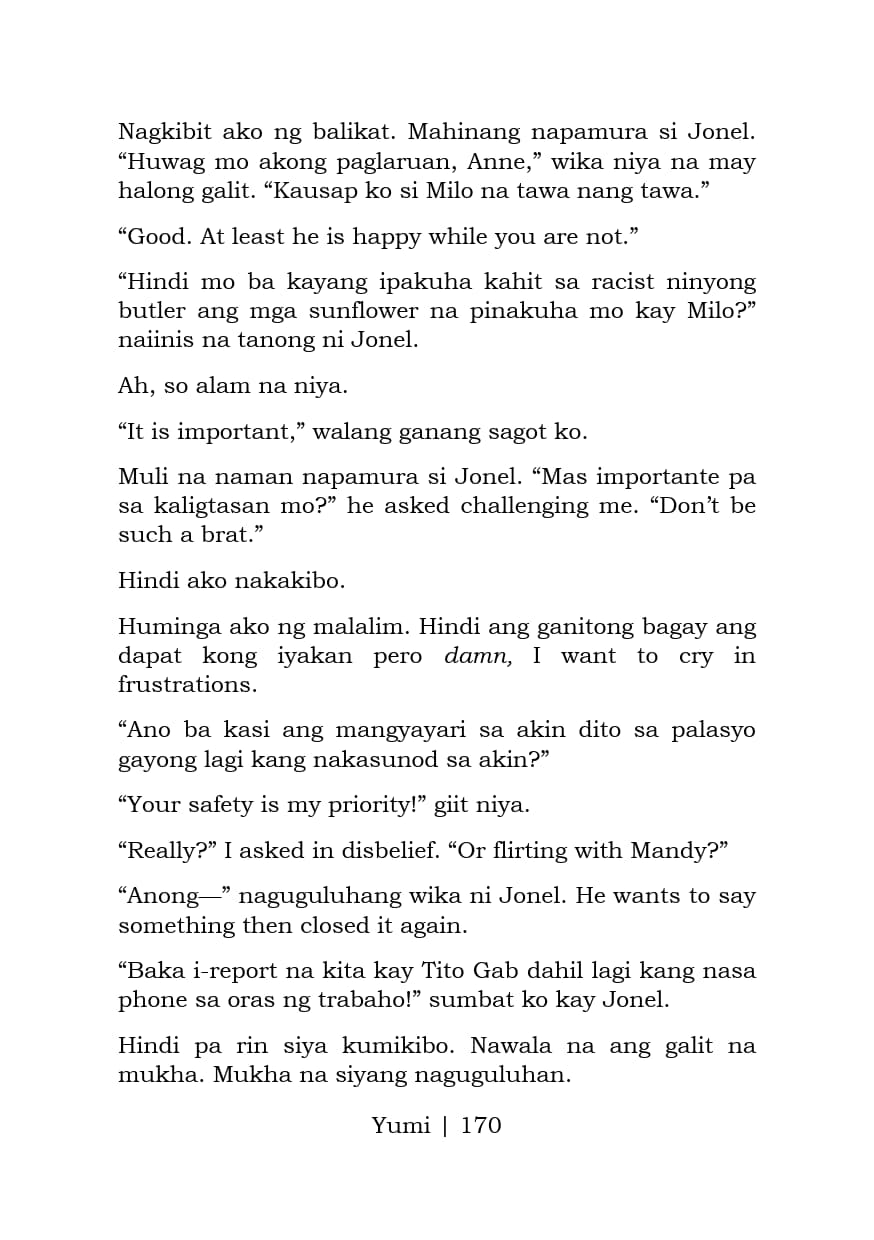 Nagkibit ako ng balikat. Mahinang napamura si Jonel.
“Huwag mo akong paglaruan, Anne,” wika niya na may
halong galit. “Kausap ko si Milo na tawa nang tawa.”
“Good. At least he is happy while you are not.”
“Hindi mo ba kayang ipakuha kahit sa racist ninyong
butler ang mga sunflower na pinakuha mo kay Milo?”
naiinis na tanong ni Jonel.
Ah, so alam na niya.
“It is important,” walang ganang sagot ko.
Muli na naman napamura si Jonel. “Mas importante pa
sa kaligtasan mo?” he asked challenging me. “Don’t be
such a brat.”
Hindi ako nakakibo.
Huminga ako ng malalim. Hindi ang ganitong bagay ang
dapat kong iyakan pero damn, I want to cry in
frustrations.
“Ano ba kasi ang mangyayari sa akin dito sa palasyo
gayong lagi kang nakasunod sa akin?”
“Your safety is my priority!” giit niya.
“Really?” I asked in disbelief. “Or flirting with Mandy?”
“Anong—” naguguluhang wika ni Jonel. He wants to say
something then closed it again.
“Baka i-report na kita kay Tito Gab dahil lagi kang nasa
phone sa oras ng trabaho!” sumbat ko kay Jonel.
Hindi pa rin siya kumikibo. Nawala na ang galit na
mukha. Mukha na siyang naguguluhan.
Yumi | 170